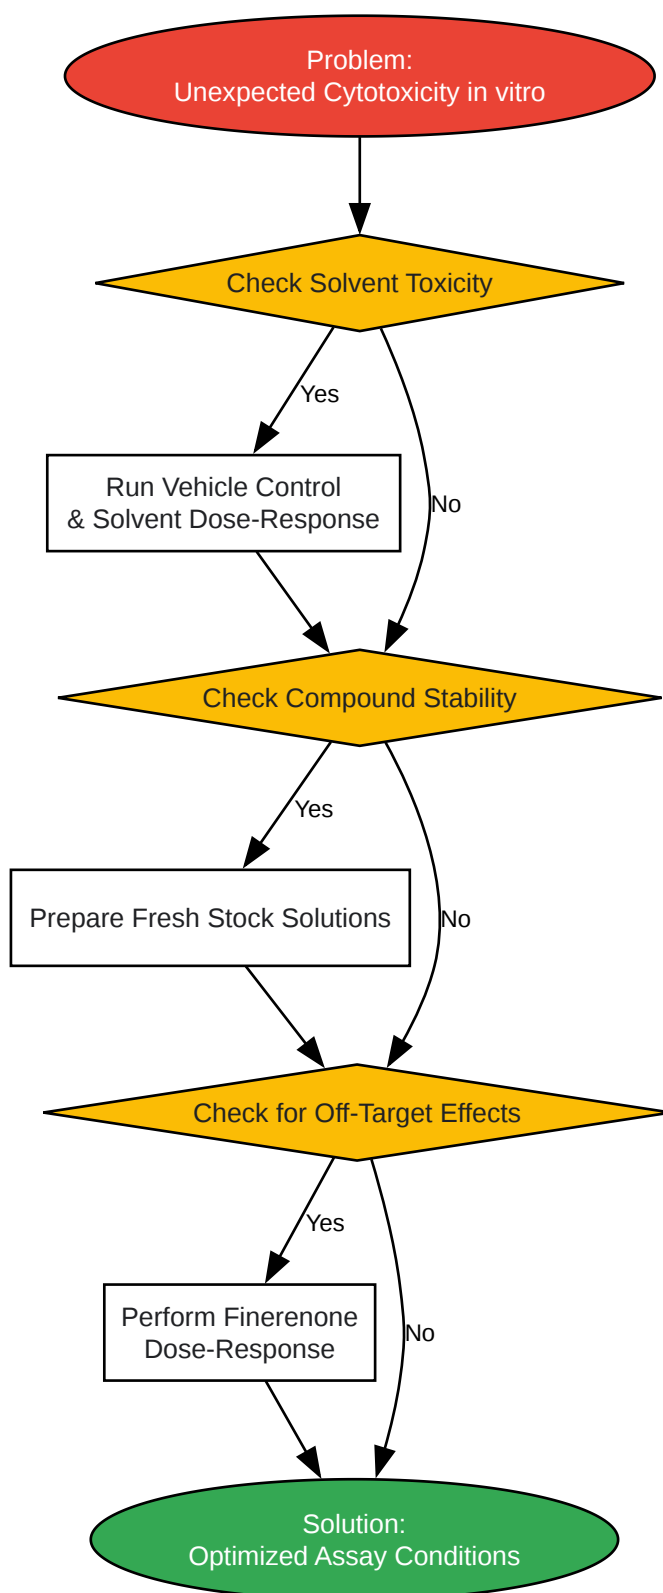 Problem:
Unexpected Cytotoxicity in vitro
Check Solvent Toxicity
Yes
Run Vehicle Control
& Solvent Dose-Response
No
Check Compound Stability
Yes
Prepare Fresh Stock Solutions
No
Check for Off-Target Effects
Yes
Perform Finerenone
Dose-Response
No
Solution:
Optimized Assay Conditions